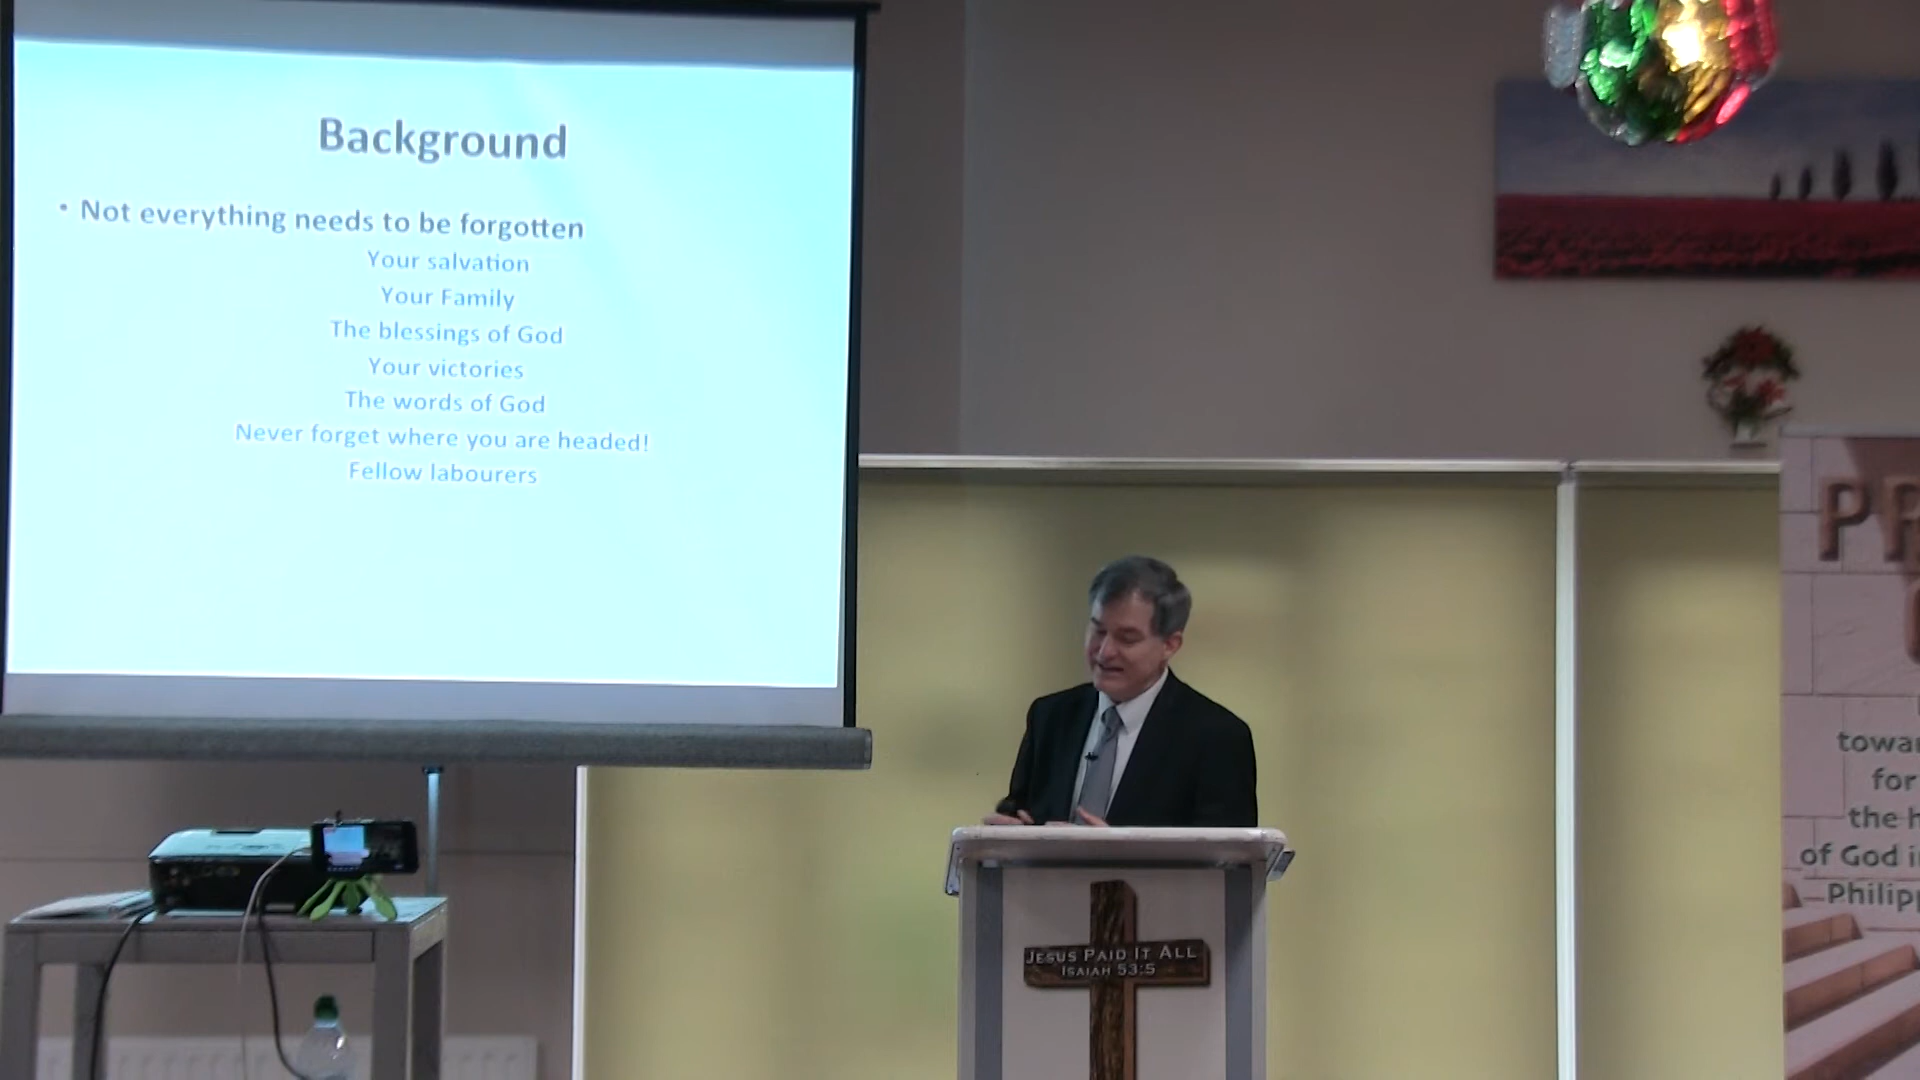 Background
• Not everything needs to be forgotten
Your salvation
Your Family
The blessings of God
Your victories
The words of God
Never forget where you are headed!
Fellow labourers
JESUS PAID IT ALL
ISAIAH 53:5
for
the
of God